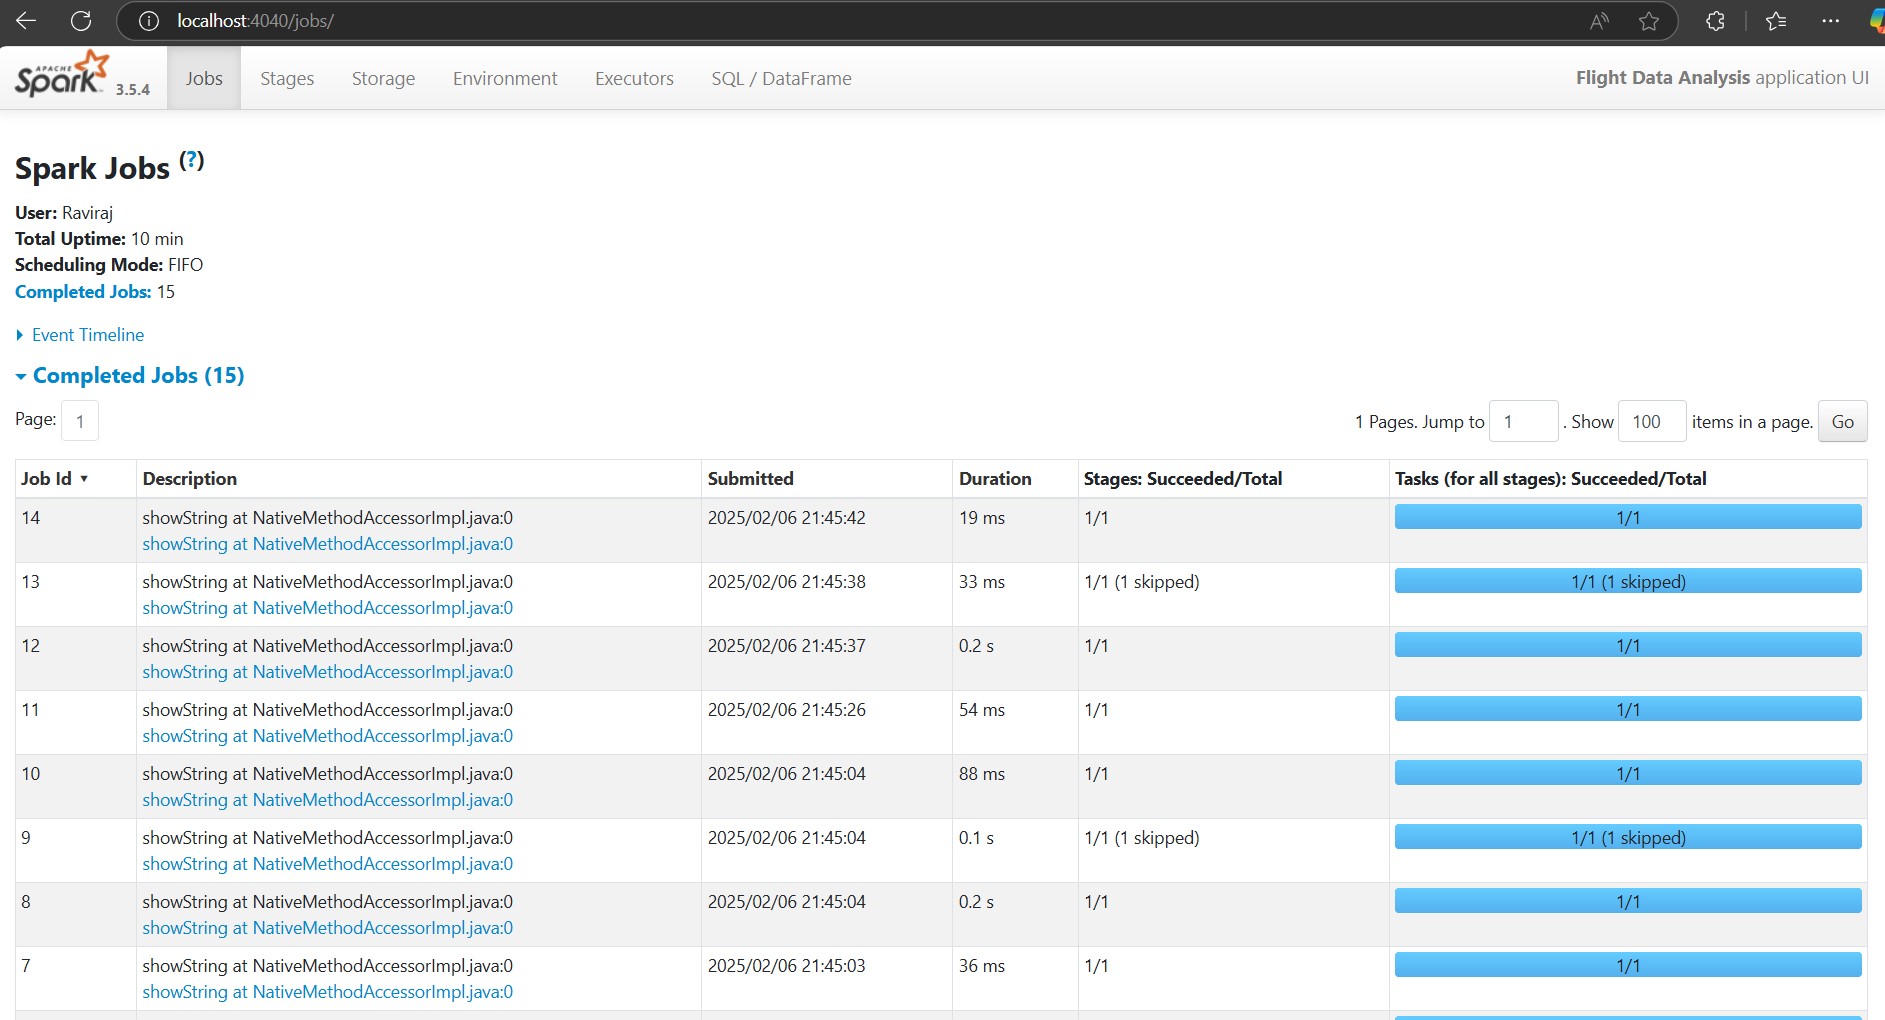 localhost:4040/jobs/
APACHE
Spark 3.5.4
Jobs Stages Storage Environment Executors SQL / DataFrame Flight Data Analysis application UI
Spark Jobs (?)
User: Raviraj
Total Uptime: 10 min
Scheduling Mode: FIFO
Completed Jobs: 15
Event Timeline
Completed Jobs (15)
Page: 1 1 Pages. Jump to 1 . Show 100 items in a page. Go
Job Id ▾ Description Submitted Duration Stages: Succeeded/Total Tasks (for all stages): Succeeded/Total
14 showString at NativeMethodAccessorImpl.java:0 2025/02/06 21:45:42 19 ms 1/1 1/1
showString at NativeMethodAccessorImpl.java:0
13 showString at NativeMethodAccessorImpl.java:0 2025/02/06 21:45:38 33 ms 1/1 (1 skipped) 1/1 (1 skipped)
showString at NativeMethodAccessorImpl.java:0
12 showString at NativeMethodAccessorImpl.java:0 2025/02/06 21:45:37 0.2 s 1/1 1/1
showString at NativeMethodAccessorImpl.java:0
11 showString at NativeMethodAccessorImpl.java:0 2025/02/06 21:45:26 54 ms 1/1 1/1
showString at NativeMethodAccessorImpl.java:0
10 showString at NativeMethodAccessorImpl.java:0 2025/02/06 21:45:04 88 ms 1/1 1/1
showString at NativeMethodAccessorImpl.java:0
9 showString at NativeMethodAccessorImpl.java:0 2025/02/06 21:45:04 0.1 s 1/1 (1 skipped) 1/1 (1 skipped)
showString at NativeMethodAccessorImpl.java:0
8 showString at NativeMethodAccessorImpl.java:0 2025/02/06 21:45:04 0.2 s 1/1 1/1
showString at NativeMethodAccessorImpl.java:0
7 showString at NativeMethodAccessorImpl.java:0 2025/02/06 21:45:03 36 ms 1/1 1/1
showString at NativeMethodAccessorImpl.java:0